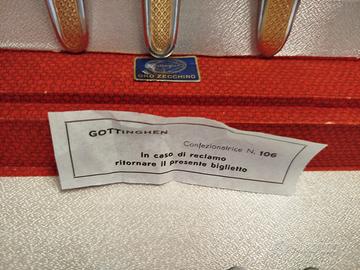 ORO ZECCHINO
GOTTINGHEN
Confezionatrice N. 106
In caso di reclamo
ritornare il presente biglietto